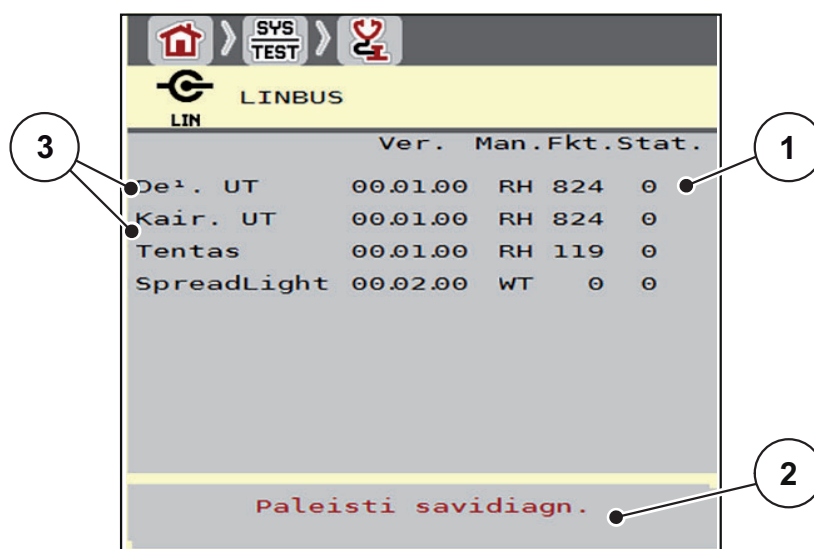 SYS
TEST
LINBUS
LIN
Ver. Man. Fkt. Stat.
3
1
De¹. UT 00.01.00 RH 824 0
Kair. UT 00.01.00 RH 824 0
Tentas 00.01.00 RH 119 0
SpreadLight 00.02.00 WT 0 0
2
Paleisti savidiagn.